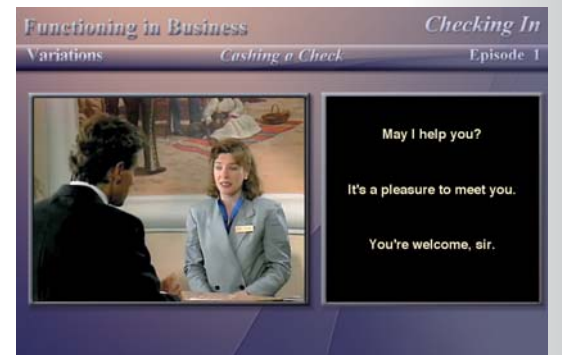 Functioning in Business
Checking In
Variations
Cashing a Check
Episode 1
May I help you?
It's a pleasure to meet you.
You're welcome, sir.